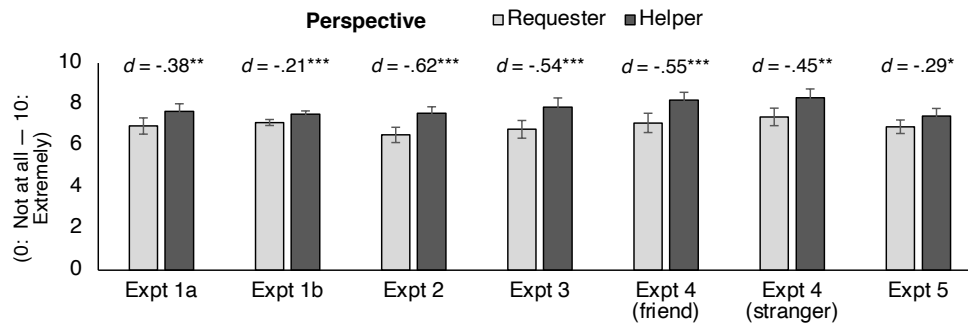 Perspective Requester Helper
d = -.38** d = -.21*** d = -.62*** d = -.54*** d = -.55*** d = -.45** d = -.29*
(0: Not at all — 10:
Extremely)
10
8
6
4
2
0
Expt 1a Expt 1b Expt 2 Expt 3 Expt 4 Expt 4 Expt 5
(friend) (stranger)